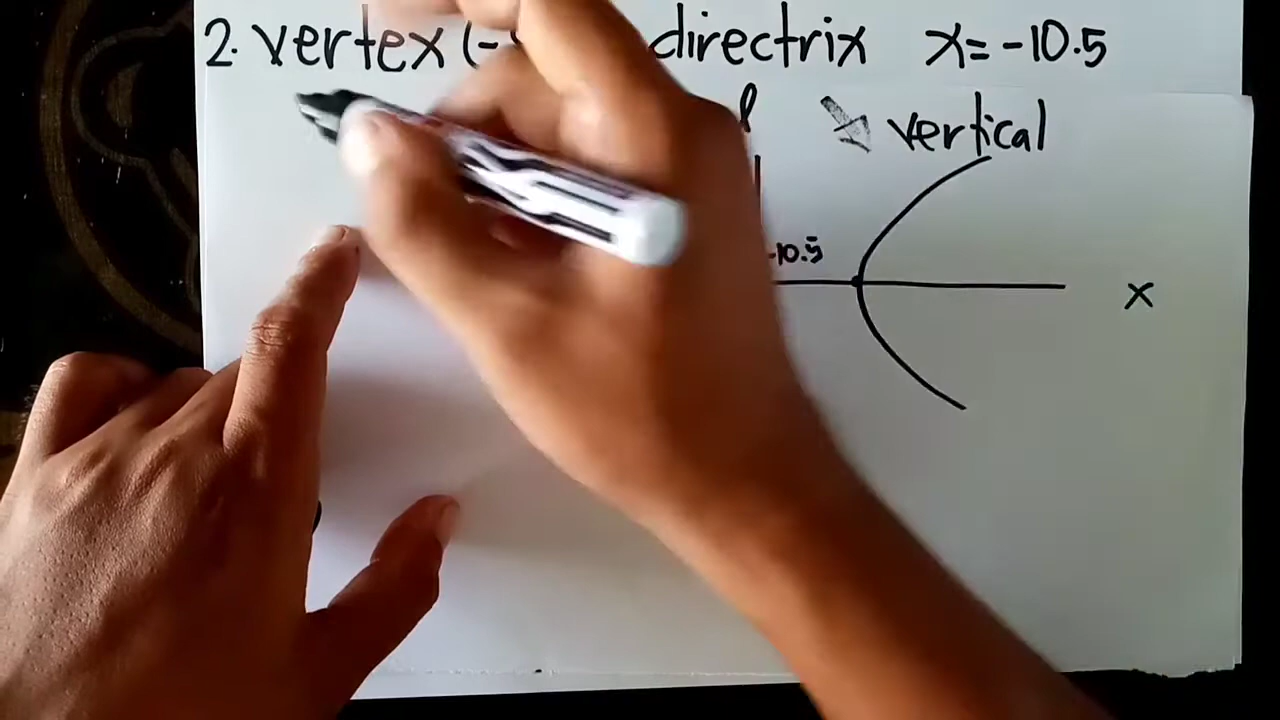 2. vertex (- directrix x = -10.5
l vertical
-10.5
x